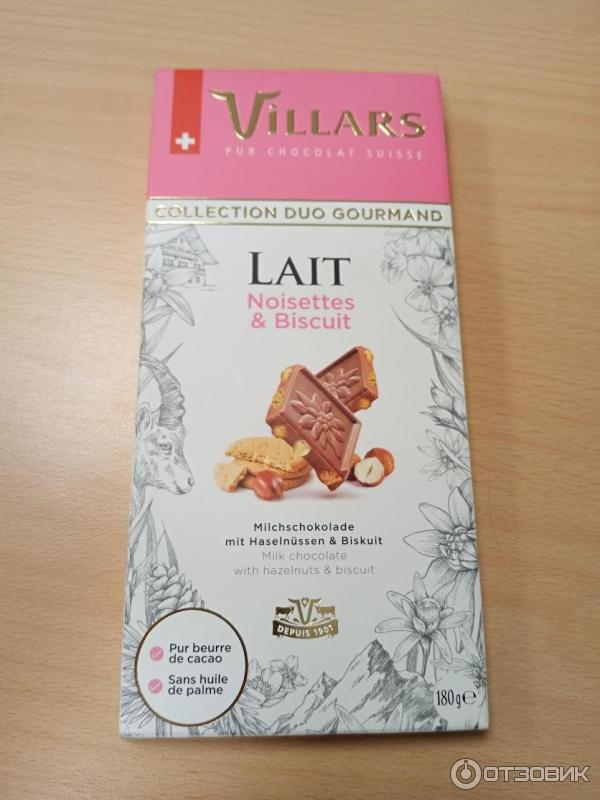 VILLARS
PUR CHOCOLAT SUISSE
COLLECTION DUO GOURMAND
LAIT
Noisettes
& Biscuit
Milchschokolade
mit Haselnüssen & Biskuit
Milk chocolate
with hazelnuts & biscuit
DEPUIS 1901
Pur beurre
de cacao
Sans huile
de palme
180g℮
ОТЗОВИК